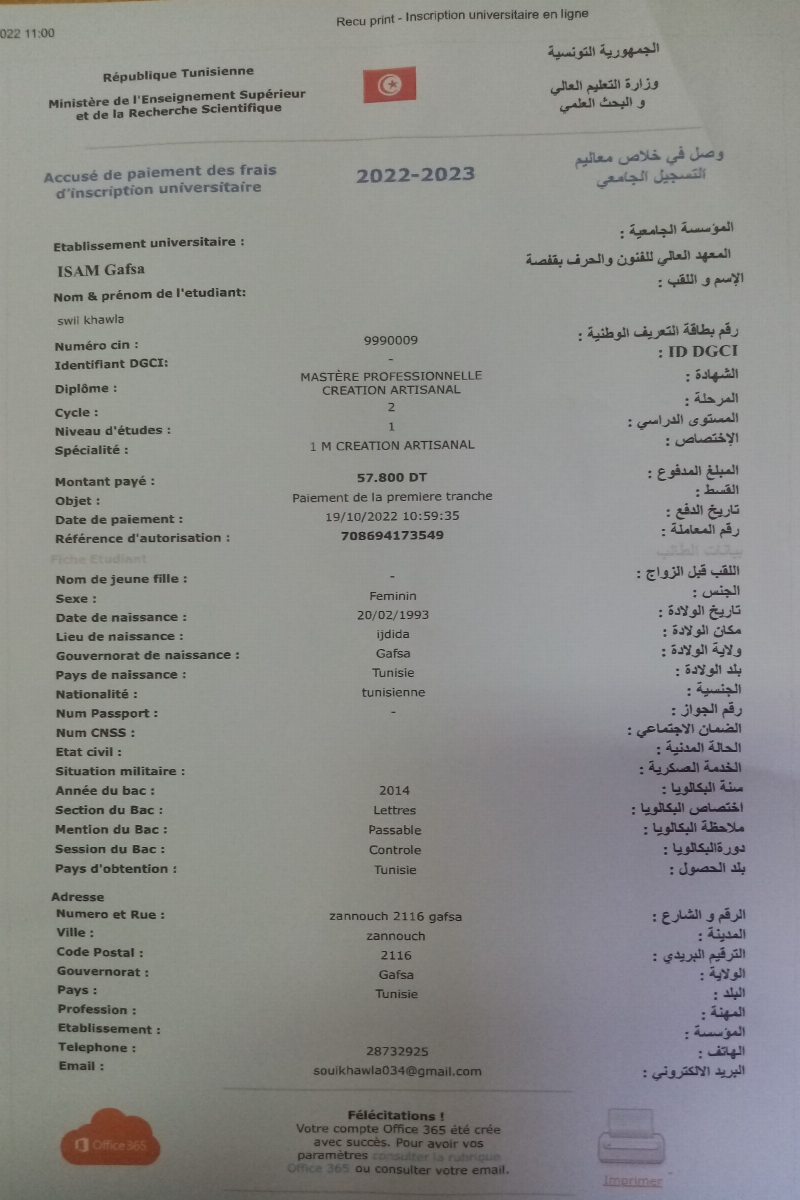 022 11:00
Recu print - Inscription universitaire en ligne
République Tunisienne
Ministère de l'Enseignement Supérieur
et de la Recherche Scientifique
الجمهورية التونسية
وزارة التعليم العالي
و البحث العلمي
Accusé de paiement des frais
d'inscription universitaire
2022-2023
وصل في خلاص معاليم
التسجيل الجامعي
Etablissement universitaire :
المؤسسة الجامعية :
ISAM Gafsa
المعهد العالي للفنون والحرف بقفصة
Nom & prénom de l'etudiant:
الإسم و اللقب :
swii khawla
Numéro cin : 9990009 رقم بطاقة التعريف الوطنية :
Identifiant DGCI: - ID DGCI :
Diplôme : MASTÈRE PROFESSIONNELLE
CREATION ARTISANAL الشهادة :
Cycle : 2 المرحلة :
Niveau d'études : 1 المستوى الدراسي :
Spécialité : 1 M CREATION ARTISANAL الإختصاص :
Montant payé : 57.800 DT المبلغ المدفوع :
Objet : Paiement de la premiere tranche القسط :
Date de paiement : 19/10/2022 10:59:35 تاريخ الدفع :
Référence d'autorisation : 708694173549 رقم المعاملة :
Fiche Etudiant بيانات الطالب
Nom de jeune fille : - اللقب قبل الزواج :
Sexe : Feminin الجنس :
Date de naissance : 20/02/1993 تاريخ الولادة :
Lieu de naissance : ijdida مكان الولادة :
Gouvernorat de naissance : Gafsa ولاية الولادة :
Pays de naissance : Tunisie بلد الولادة :
Nationalité : tunisienne الجنسية :
Num Passport : - رقم الجواز :
Num CNSS : الضمان الاجتماعي :
Etat civil : الحالة المدنية :
Situation militaire : الخدمة العسكرية :
Année du bac : 2014 سنة البكالويا :
Section du Bac : Lettres اختصاص البكالويا :
Mention du Bac : Passable ملاحظة البكالويا :
Session du Bac : Controle دورةالبكالويا :
Pays d'obtention : Tunisie بلد الحصول :
Adresse
Numero et Rue : zannouch 2116 gafsa الرقم و الشارع :
Ville : zannouch المدينة :
Code Postal : 2116 الترقيم البريدي :
Gouvernorat : Gafsa الولاية :
Pays : Tunisie البلد :
Profession : المهنة :
Etablissement : المؤسسة :
Telephone : 28732925 الهاتف :
Email : souikhawla034@gmail.com البريد الالكتروني :
Office 365
Félécitations !
Votre compte Office 365 été crée
avec succès. Pour avoir vos
paramètres consulter la rubrique
Office 365 ou consulter votre email.
Imprimer